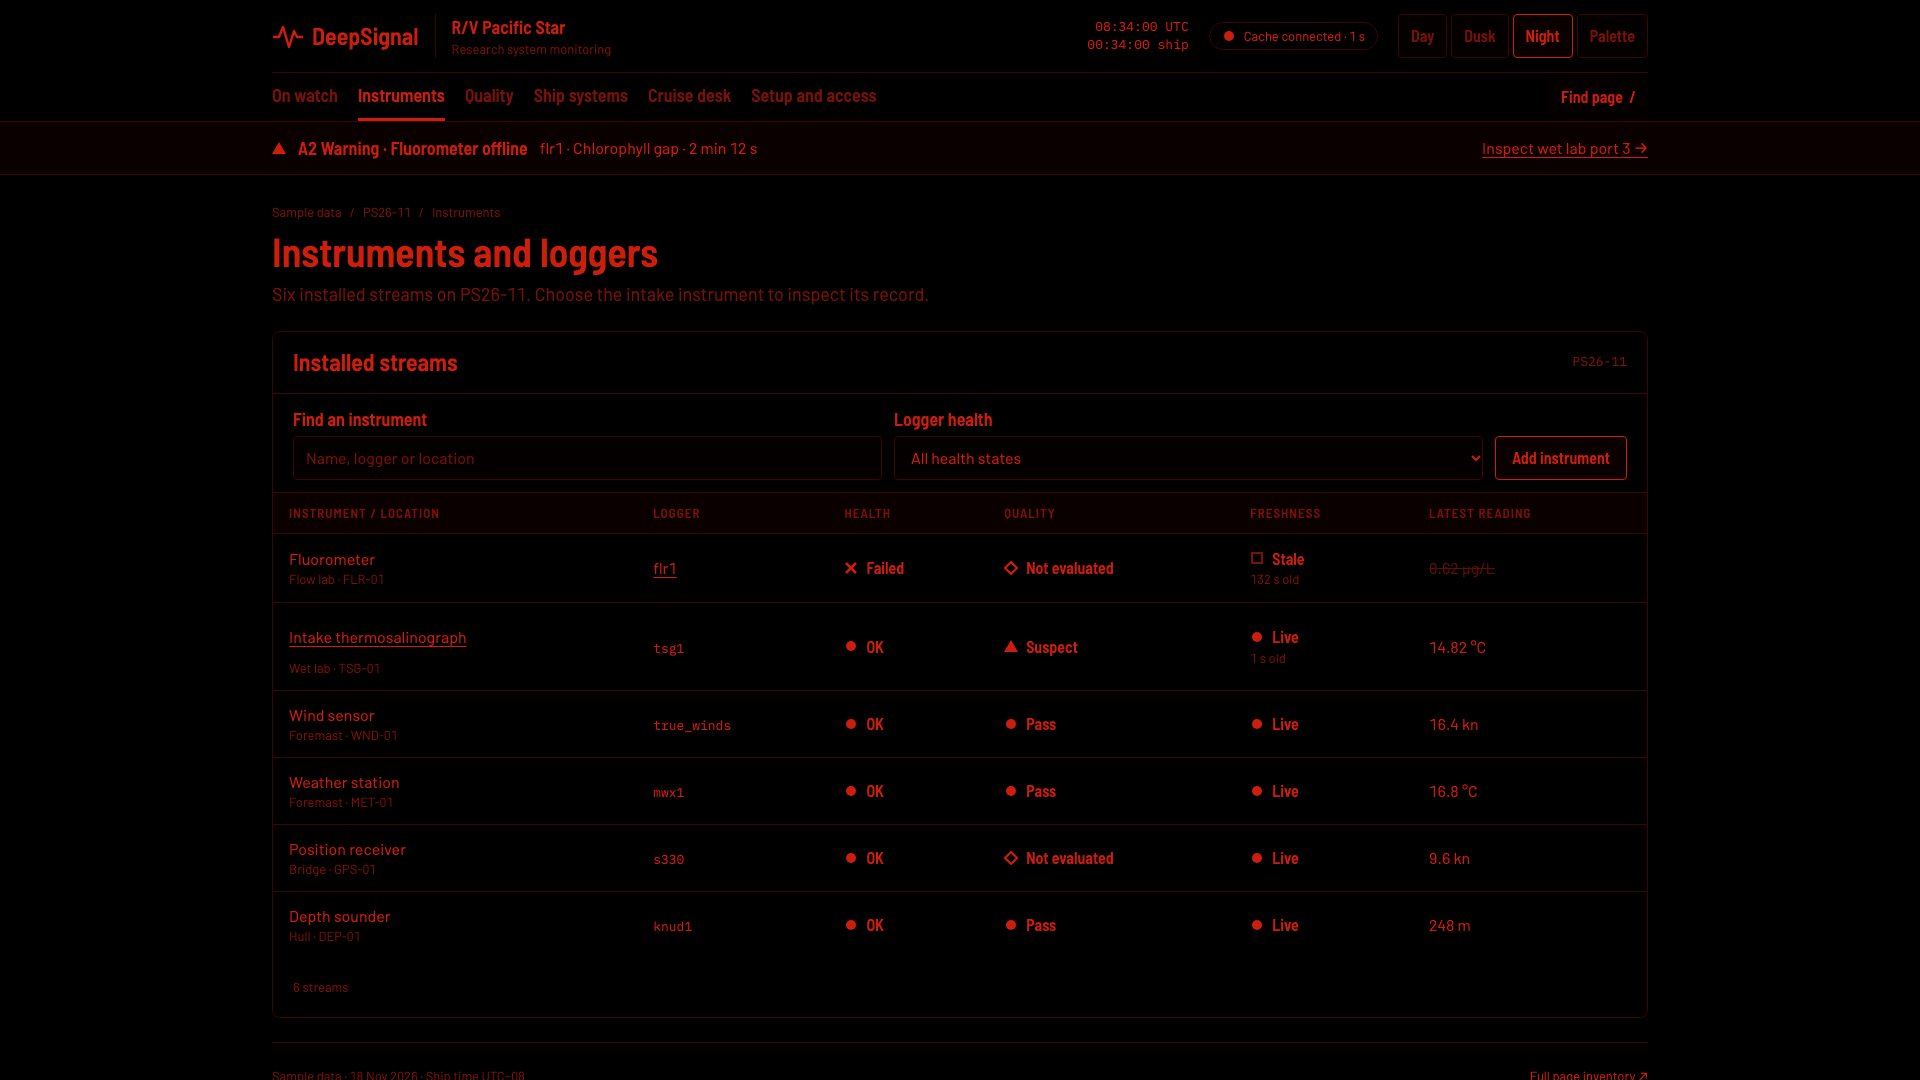 DeepSignal
R/V Pacific Star
Research system monitoring
08:34:00 UTC
00:34:00 ship
Cache connected · 1 s
Day
Dusk
Night
Palette
On watch
Instruments
Quality
Ship systems
Cruise desk
Setup and access
Find page /
A2 Warning · Fluorometer offline
flr1 · Chlorophyll gap · 2 min 12 s
Inspect wet lab port 3 →
Sample data / PS26-11 / Instruments
Instruments and loggers
Six installed streams on PS26-11. Choose the intake instrument to inspect its record.
Installed streams
PS26-11
Find an instrument
Logger health
Name, logger or location
All health states
Add instrument
INSTRUMENT / LOCATION LOGGER HEALTH QUALITY FRESHNESS LATEST READING
Fluorometer
Flow lab · FLR-01
flr1
Failed
Not evaluated
Stale
132 s old
0.62 µg/L
Intake thermosalinograph
Wet lab · TSG-01
tsg1
OK
Suspect
Live
1 s old
14.82 °C
Wind sensor
Foremast · WND-01
true_winds
OK
Pass
Live
16.4 kn
Weather station
Foremast · MET-01
mwx1
OK
Pass
Live
16.8 °C
Position receiver
Bridge · GPS-01
s330
OK
Not evaluated
Live
9.6 kn
Depth sounder
Hull · DEP-01
knud1
OK
Pass
Live
248 m
6 streams
Sample data · 18 Nov 2026 · Ship time UTC−08
Full page inventory ↗